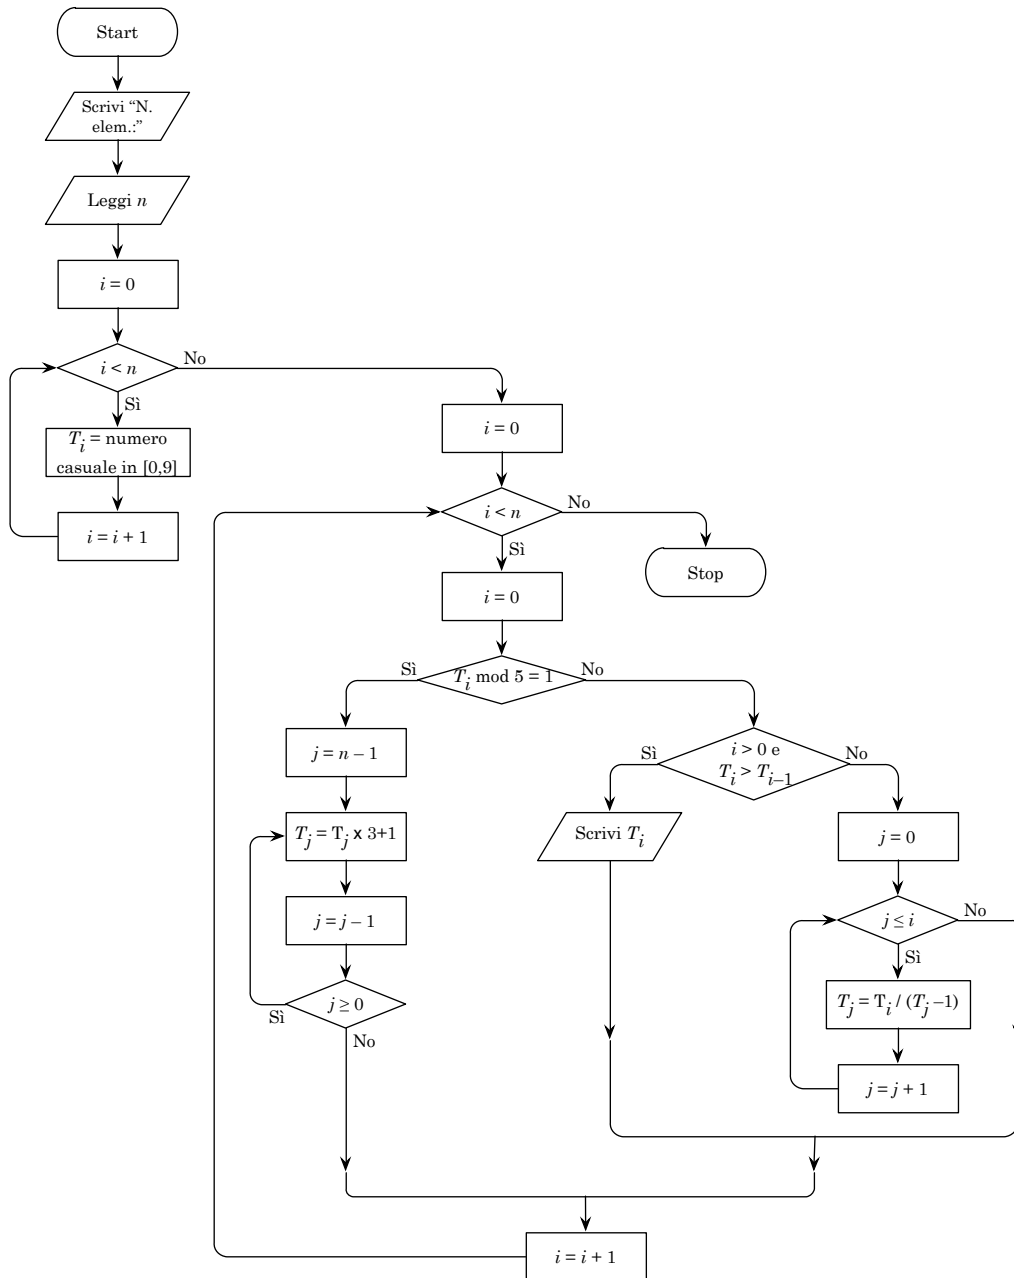 Start
Scrivi “N.
elem.:”
Leggi n
i = 0
i < n
No
Sì
T_i = numero
casuale in [0,9]
i = i + 1
i = 0
i < n
No
Sì
Stop
i = 0
T_i mod 5 = 1
Sì
No
j = n – 1
T_j = T_j x 3+1
j = j – 1
j ≥ 0
Sì
No
i > 0 e
T_i > T_{i–1}
Sì
No
Scrivi T_i
j = 0
j ≤ i
No
Sì
T_j = T_i / (T_j –1)
j = j + 1
i = i + 1